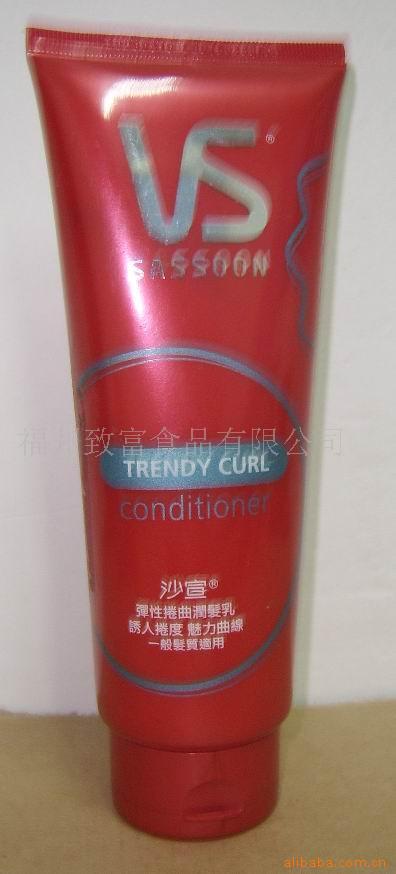 VS®
SASSOON
福州致富食品有限公司
TRENDY CURL
conditioner
沙宣®
彈性捲曲潤髮乳
誘人捲度 魅力曲線
一般髮質適用
alibaba.com.cn